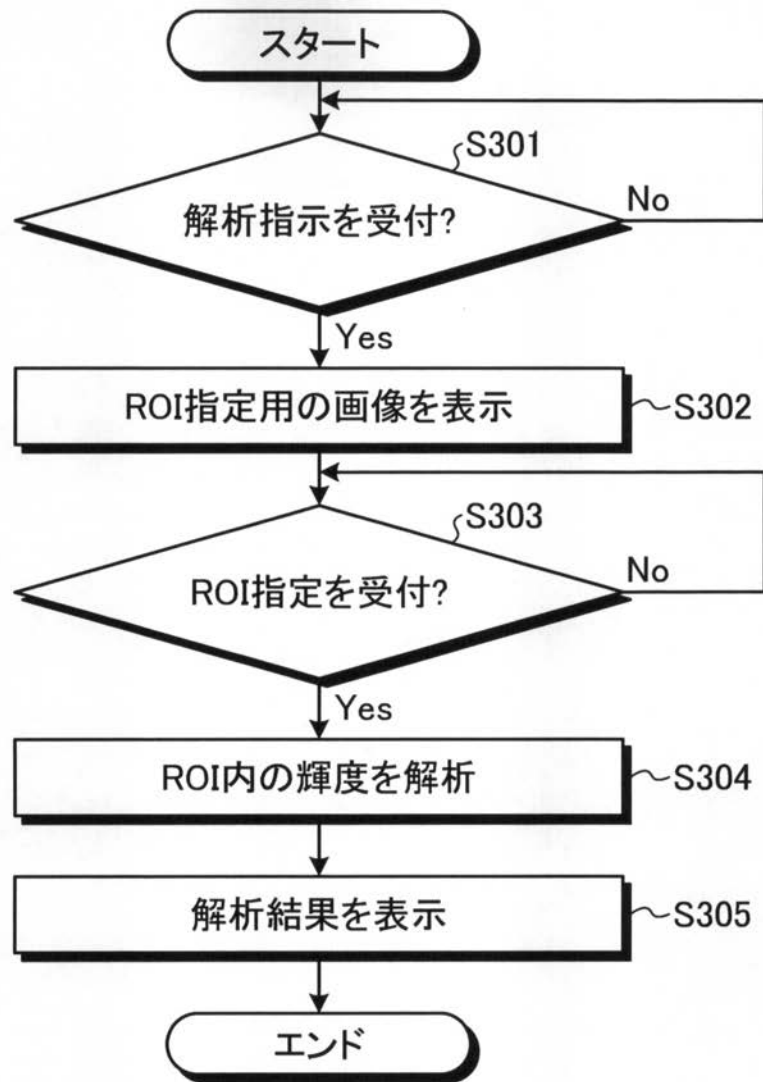 スタート
S301
解析指示を受付?
No
Yes
ROI指定用の画像を表示
S302
S303
ROI指定を受付?
No
Yes
ROI内の輝度を解析
S304
解析結果を表示
S305
エンド